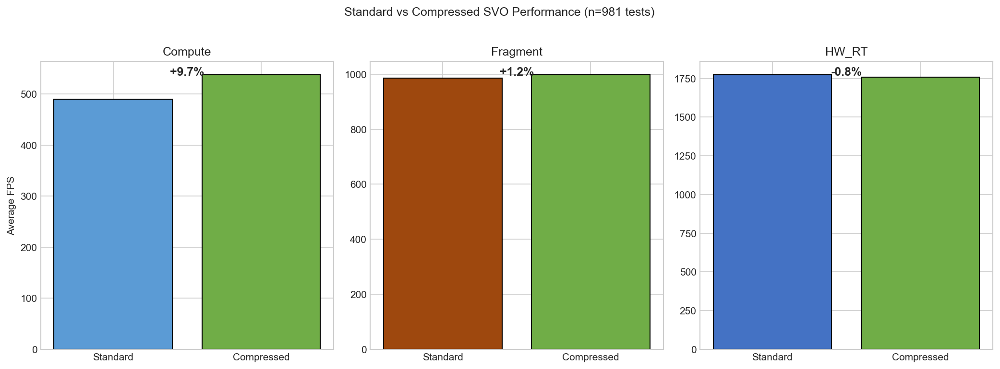 Standard vs Compressed SVO Performance (n=981 tests)
Compute
+9.7%
500
400
300
200
100
0
Average FPS
Standard Compressed
Fragment
+1.2%
1000
800
600
400
200
0
Standard Compressed
HW_RT
-0.8%
1750
1500
1250
1000
750
500
250
0
Standard Compressed